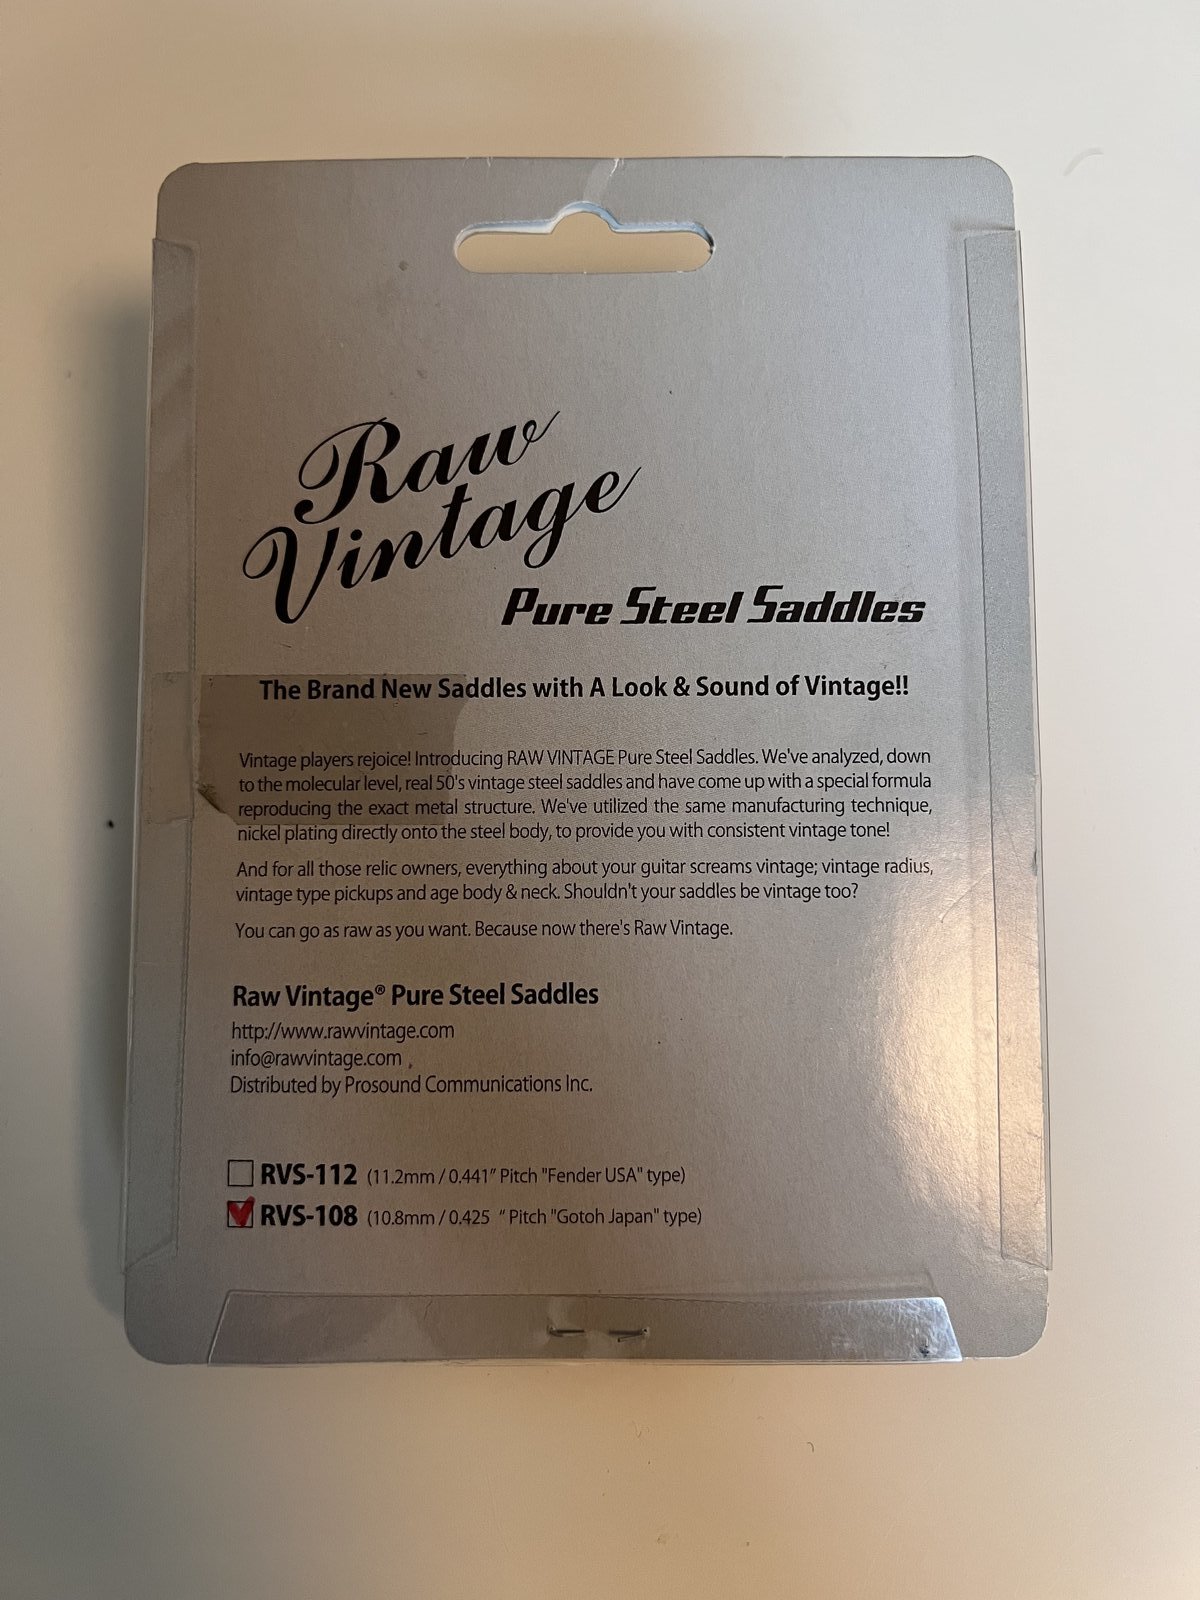 Raw
Vintage
Pure Steel Saddles
The Brand New Saddles with A Look & Sound of Vintage!!
Vintage players rejoice! Introducing RAW VINTAGE Pure Steel Saddles. We've analyzed, down
to the molecular level, real 50's vintage steel saddles and have come up with a special formula
reproducing the exact metal structure. We've utilized the same manufacturing technique,
nickel plating directly onto the steel body, to provide you with consistent vintage tone!
And for all those relic owners, everything about your guitar screams vintage; vintage radius,
vintage type pickups and age body & neck. Shouldn't your saddles be vintage too?
You can go as raw as you want. Because now there's Raw Vintage.
Raw Vintage® Pure Steel Saddles
http://www.rawvintage.com
info@rawvintage.com
Distributed by Prosound Communications Inc.
RVS-112 (11.2mm / 0.441" Pitch "Fender USA" type)
RVS-108 (10.8mm / 0.425 " Pitch "Gotoh Japan" type)